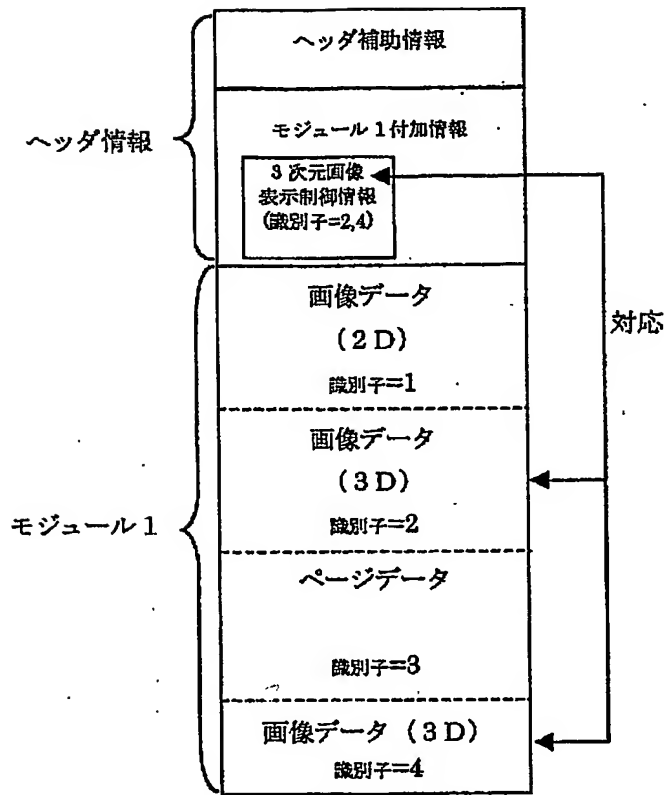 ヘッダ補助情報
ヘッダ情報
モジュール1付加情報
3次元画像
表示制御情報
(識別子=2,4)
対応
画像データ
(2D)
識別子=1
画像データ
(3D)
識別子=2
モジュール1
ページデータ
識別子=3
画像データ (3D)
識別子=4